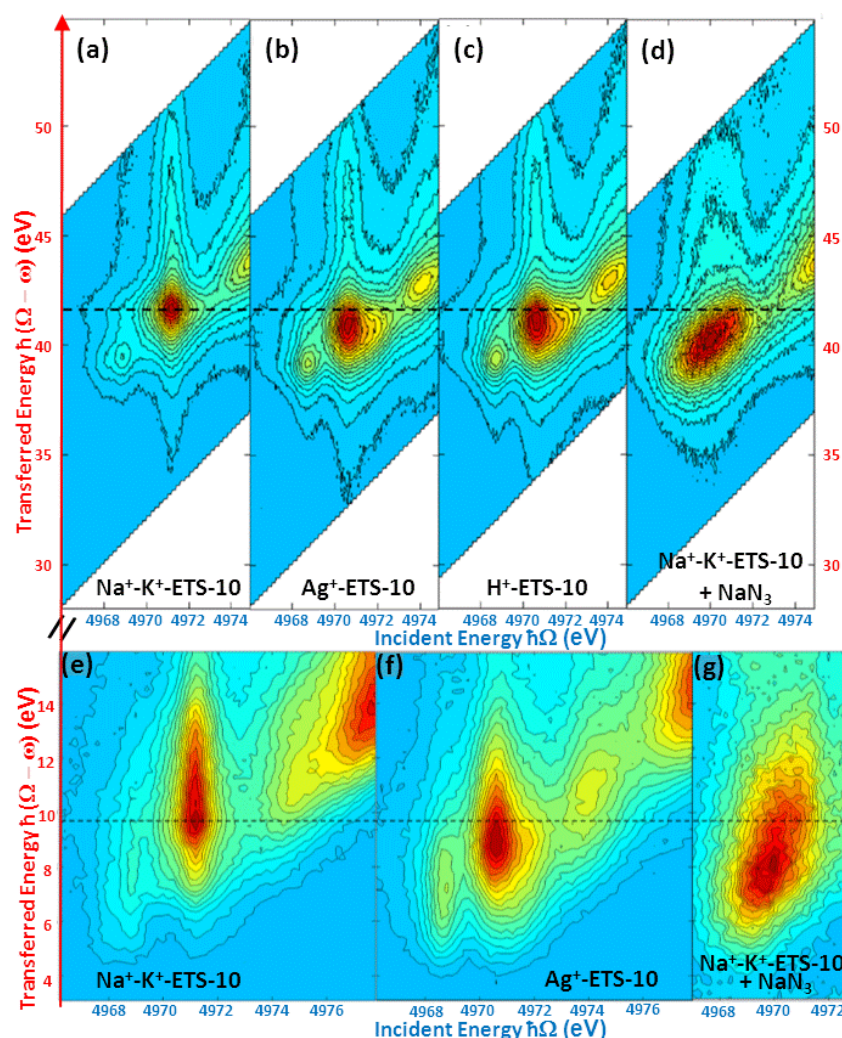 (a) (b) (c) (d)
Transferred Energy ħ (Ω − ω) (eV)
50 50
45 45
40 40
35 35
30 30
Na⁺-K⁺-ETS-10 Ag⁺-ETS-10 H⁺-ETS-10 Na⁺-K⁺-ETS-10
+ NaN₃
4968 4970 4972 4974 4968 4970 4972 4974 4968 4970 4972 4974 4968 4970 4972 4974
Incident Energy ħΩ (eV)
(e) (f) (g)
Transferred Energy ħ (Ω − ω) (eV)
14
12
10
8
6
4
Na⁺-K⁺-ETS-10 Ag⁺-ETS-10 Na⁺-K⁺-ETS-10
+ NaN₃
4968 4970 4972 4974 4976 4968 4970 4972 4974 4976 4968 4970 4972
Incident Energy ħΩ (eV)